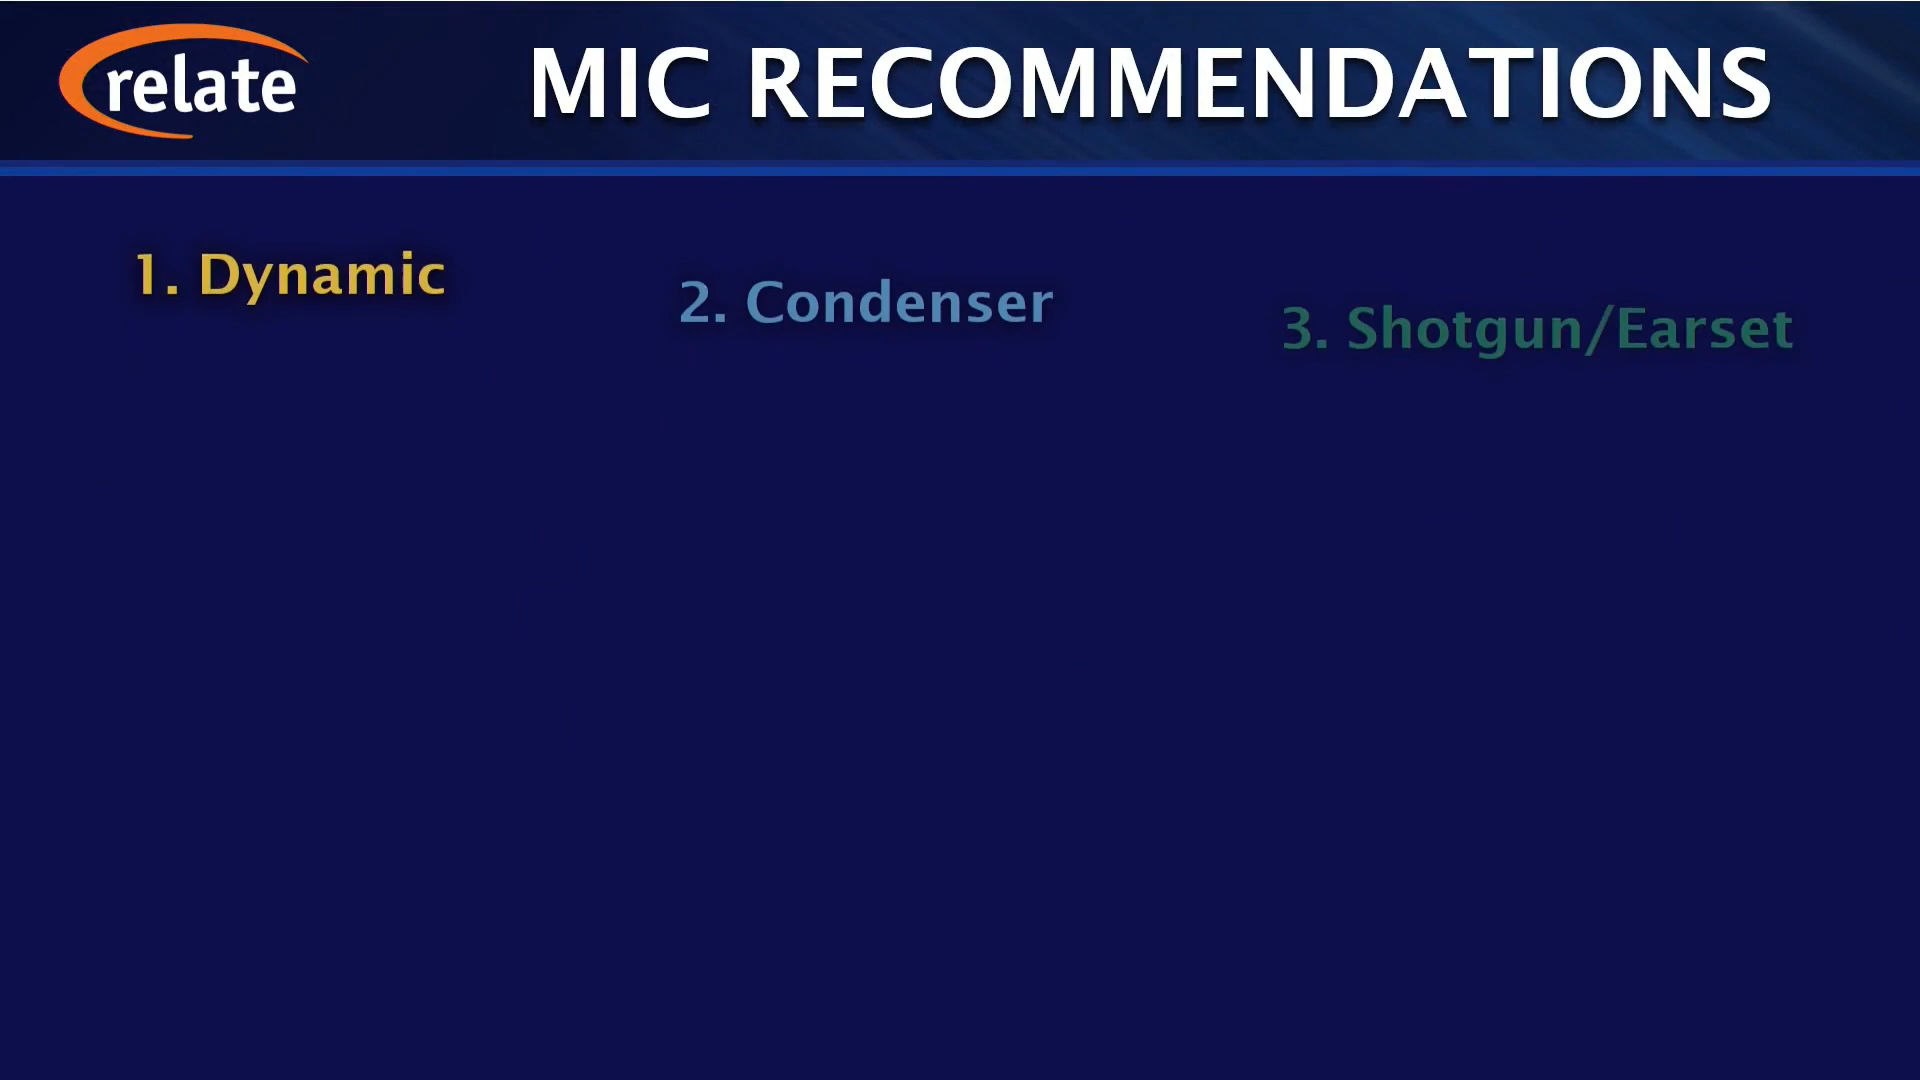 relate
MIC RECOMMENDATIONS
1. Dynamic
2. Condenser
3. Shotgun/Earset